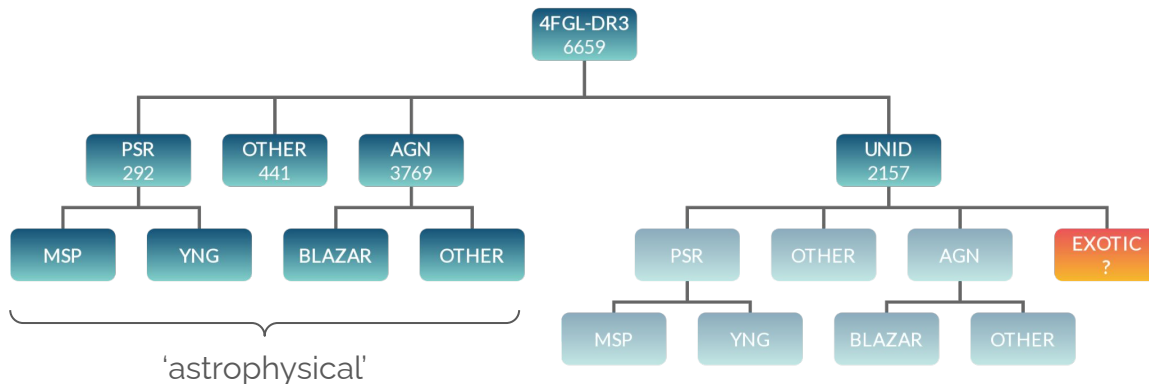 4FGL-DR3
6659
PSR
292
OTHER
441
AGN
3769
UNID
2157
MSP
YNG
BLAZAR
OTHER
PSR
OTHER
AGN
EXOTIC
?
MSP
YNG
BLAZAR
OTHER
‘astrophysical’